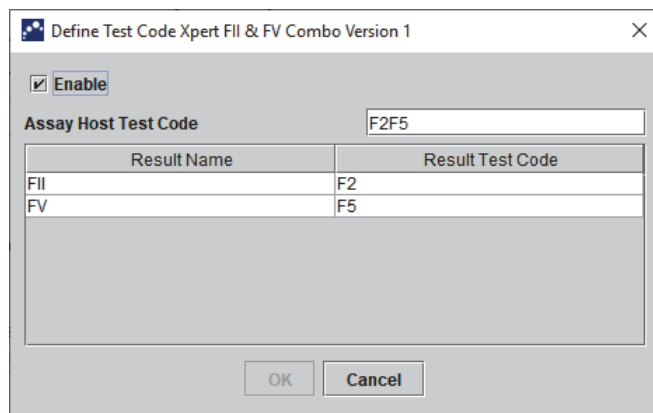 Define Test Code Xpert FII & FV Combo Version 1
Enable
Assay Host Test Code F2F5
Result Name Result Test Code
FII F2
FV F5
OK Cancel